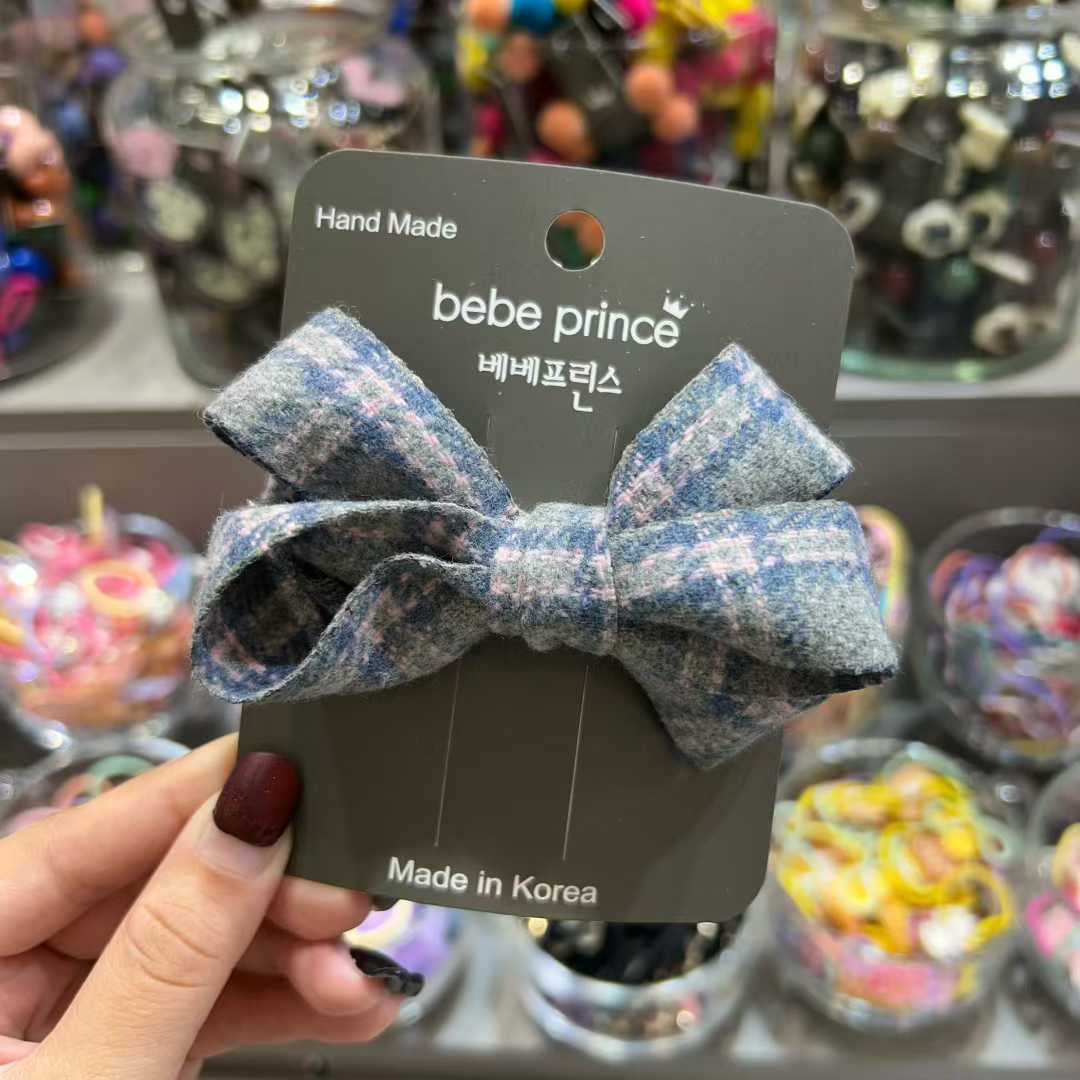 Hand Made
bebe prince
베베프린스
Made in Korea